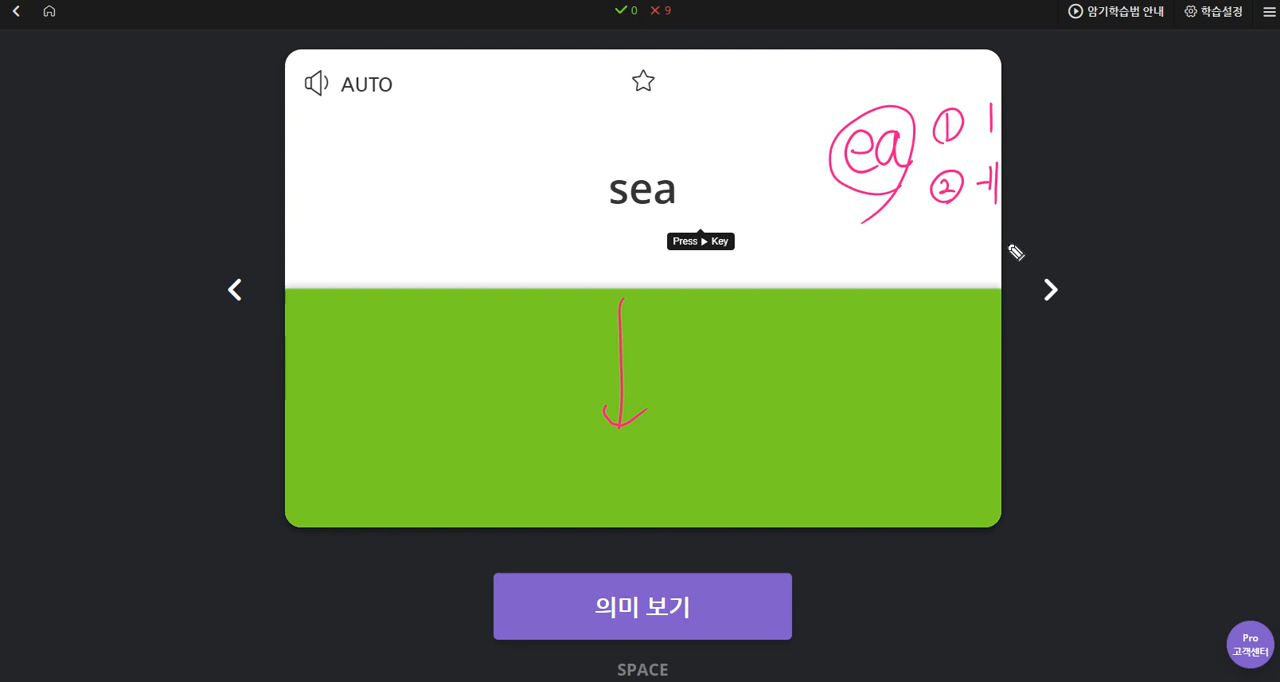 ✓ 0 ✕ 9 암기학습법 안내 학습설정
AUTO
ea ① ㅣ
② ㅔ
sea
Press ▶ Key
의미 보기
SPACE
Pro
고객센터